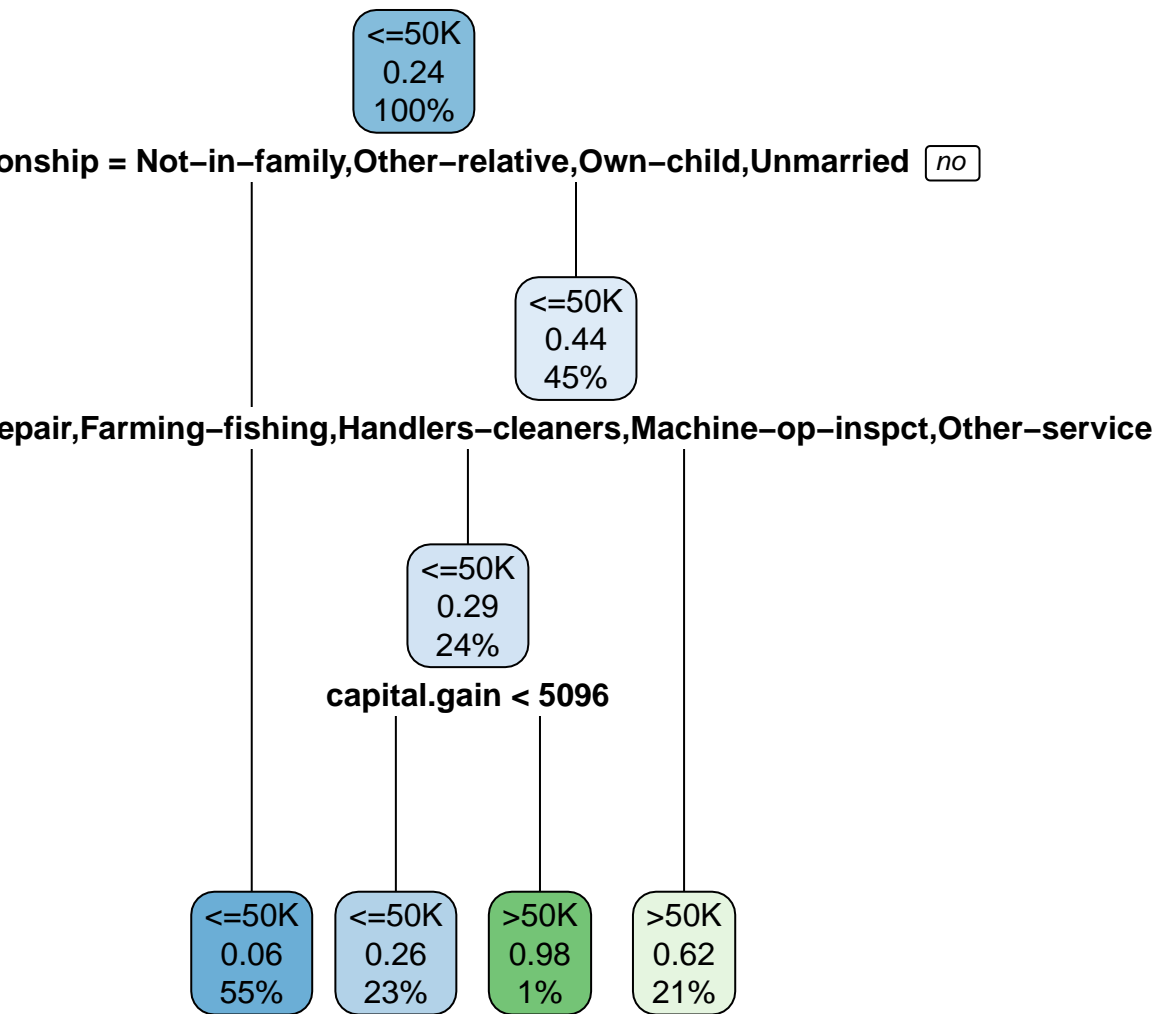 <=50K
0.24
100%
onship = Not−in−family,Other−relative,Own−child,Unmarried no
<=50K
0.44
45%
epair,Farming−fishing,Handlers−cleaners,Machine−op−inspct,Other−service
<=50K
0.29
24%
capital.gain < 5096
<=50K
0.06
55%
<=50K
0.26
23%
>50K
0.98
1%
>50K
0.62
21%